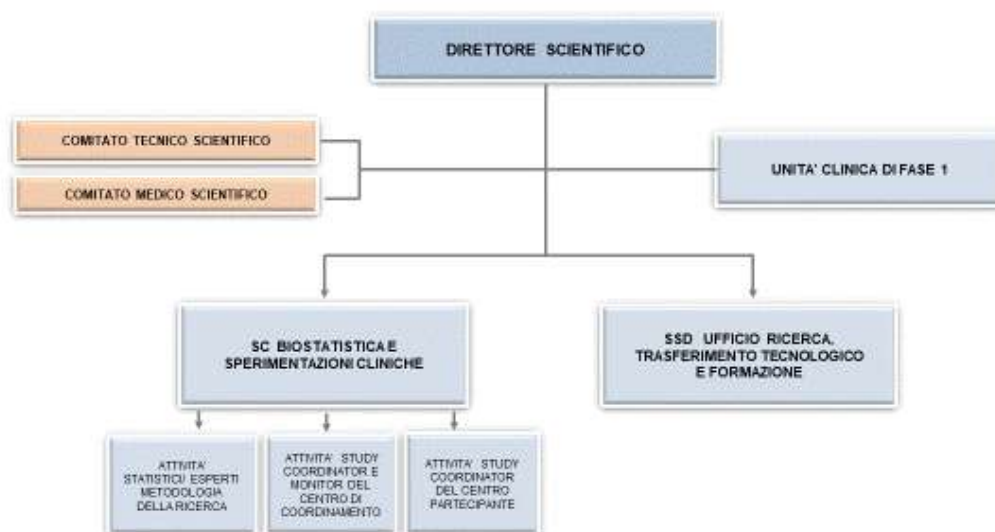 DIRETTORE SCIENTIFICO
COMITATO TECNICO SCIENTIFICO
COMITATO MEDICO SCIENTIFICO
UNITA' CLINICA DI FASE 1
SC BIOSTATISTICA E
SPERIMENTAZIONI CLINICHE
SSD UFFICIO RICERCA,
TRASFERIMENTO TECNOLOGICO
E FORMAZIONE
ATTIVITA'
STATISTICI/ ESPERTI
METODOLOGIA
DELLA RICERCA
ATTIVITA' STUDY
COORDINATOR E
MONITOR DEL
CENTRO DI
COORDINAMENTO
ATTIVITA' STUDY
COORDINATOR
DEL CENTRO
PARTECIPANTE